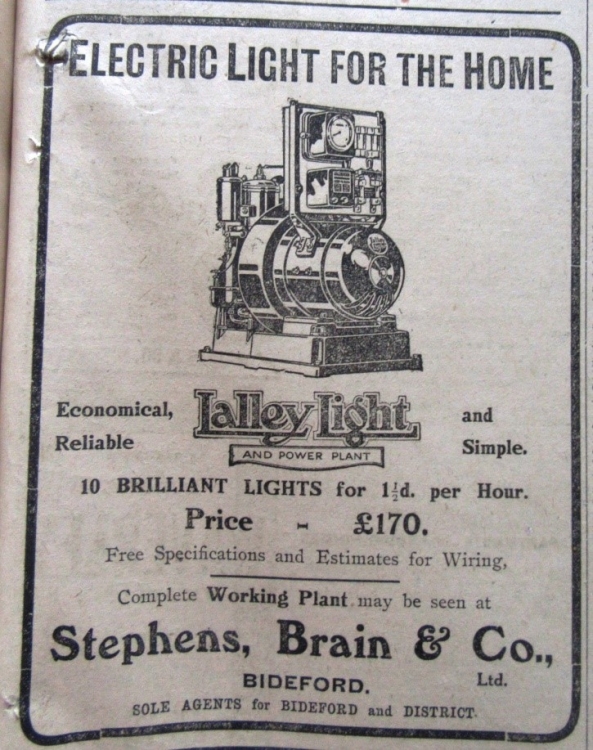 ELECTRIC LIGHT FOR THE HOME
Economical, Lalley Light and
Reliable AND POWER PLANT Simple.
10 BRILLIANT LIGHTS for 1½d. per Hour.
Price - £170.
Free Specifications and Estimates for Wiring,
Complete Working Plant may be seen at
Stephens, Brain & Co.,
BIDEFORD. Ltd.
SOLE AGENTS for BIDEFORD and DISTRICT.